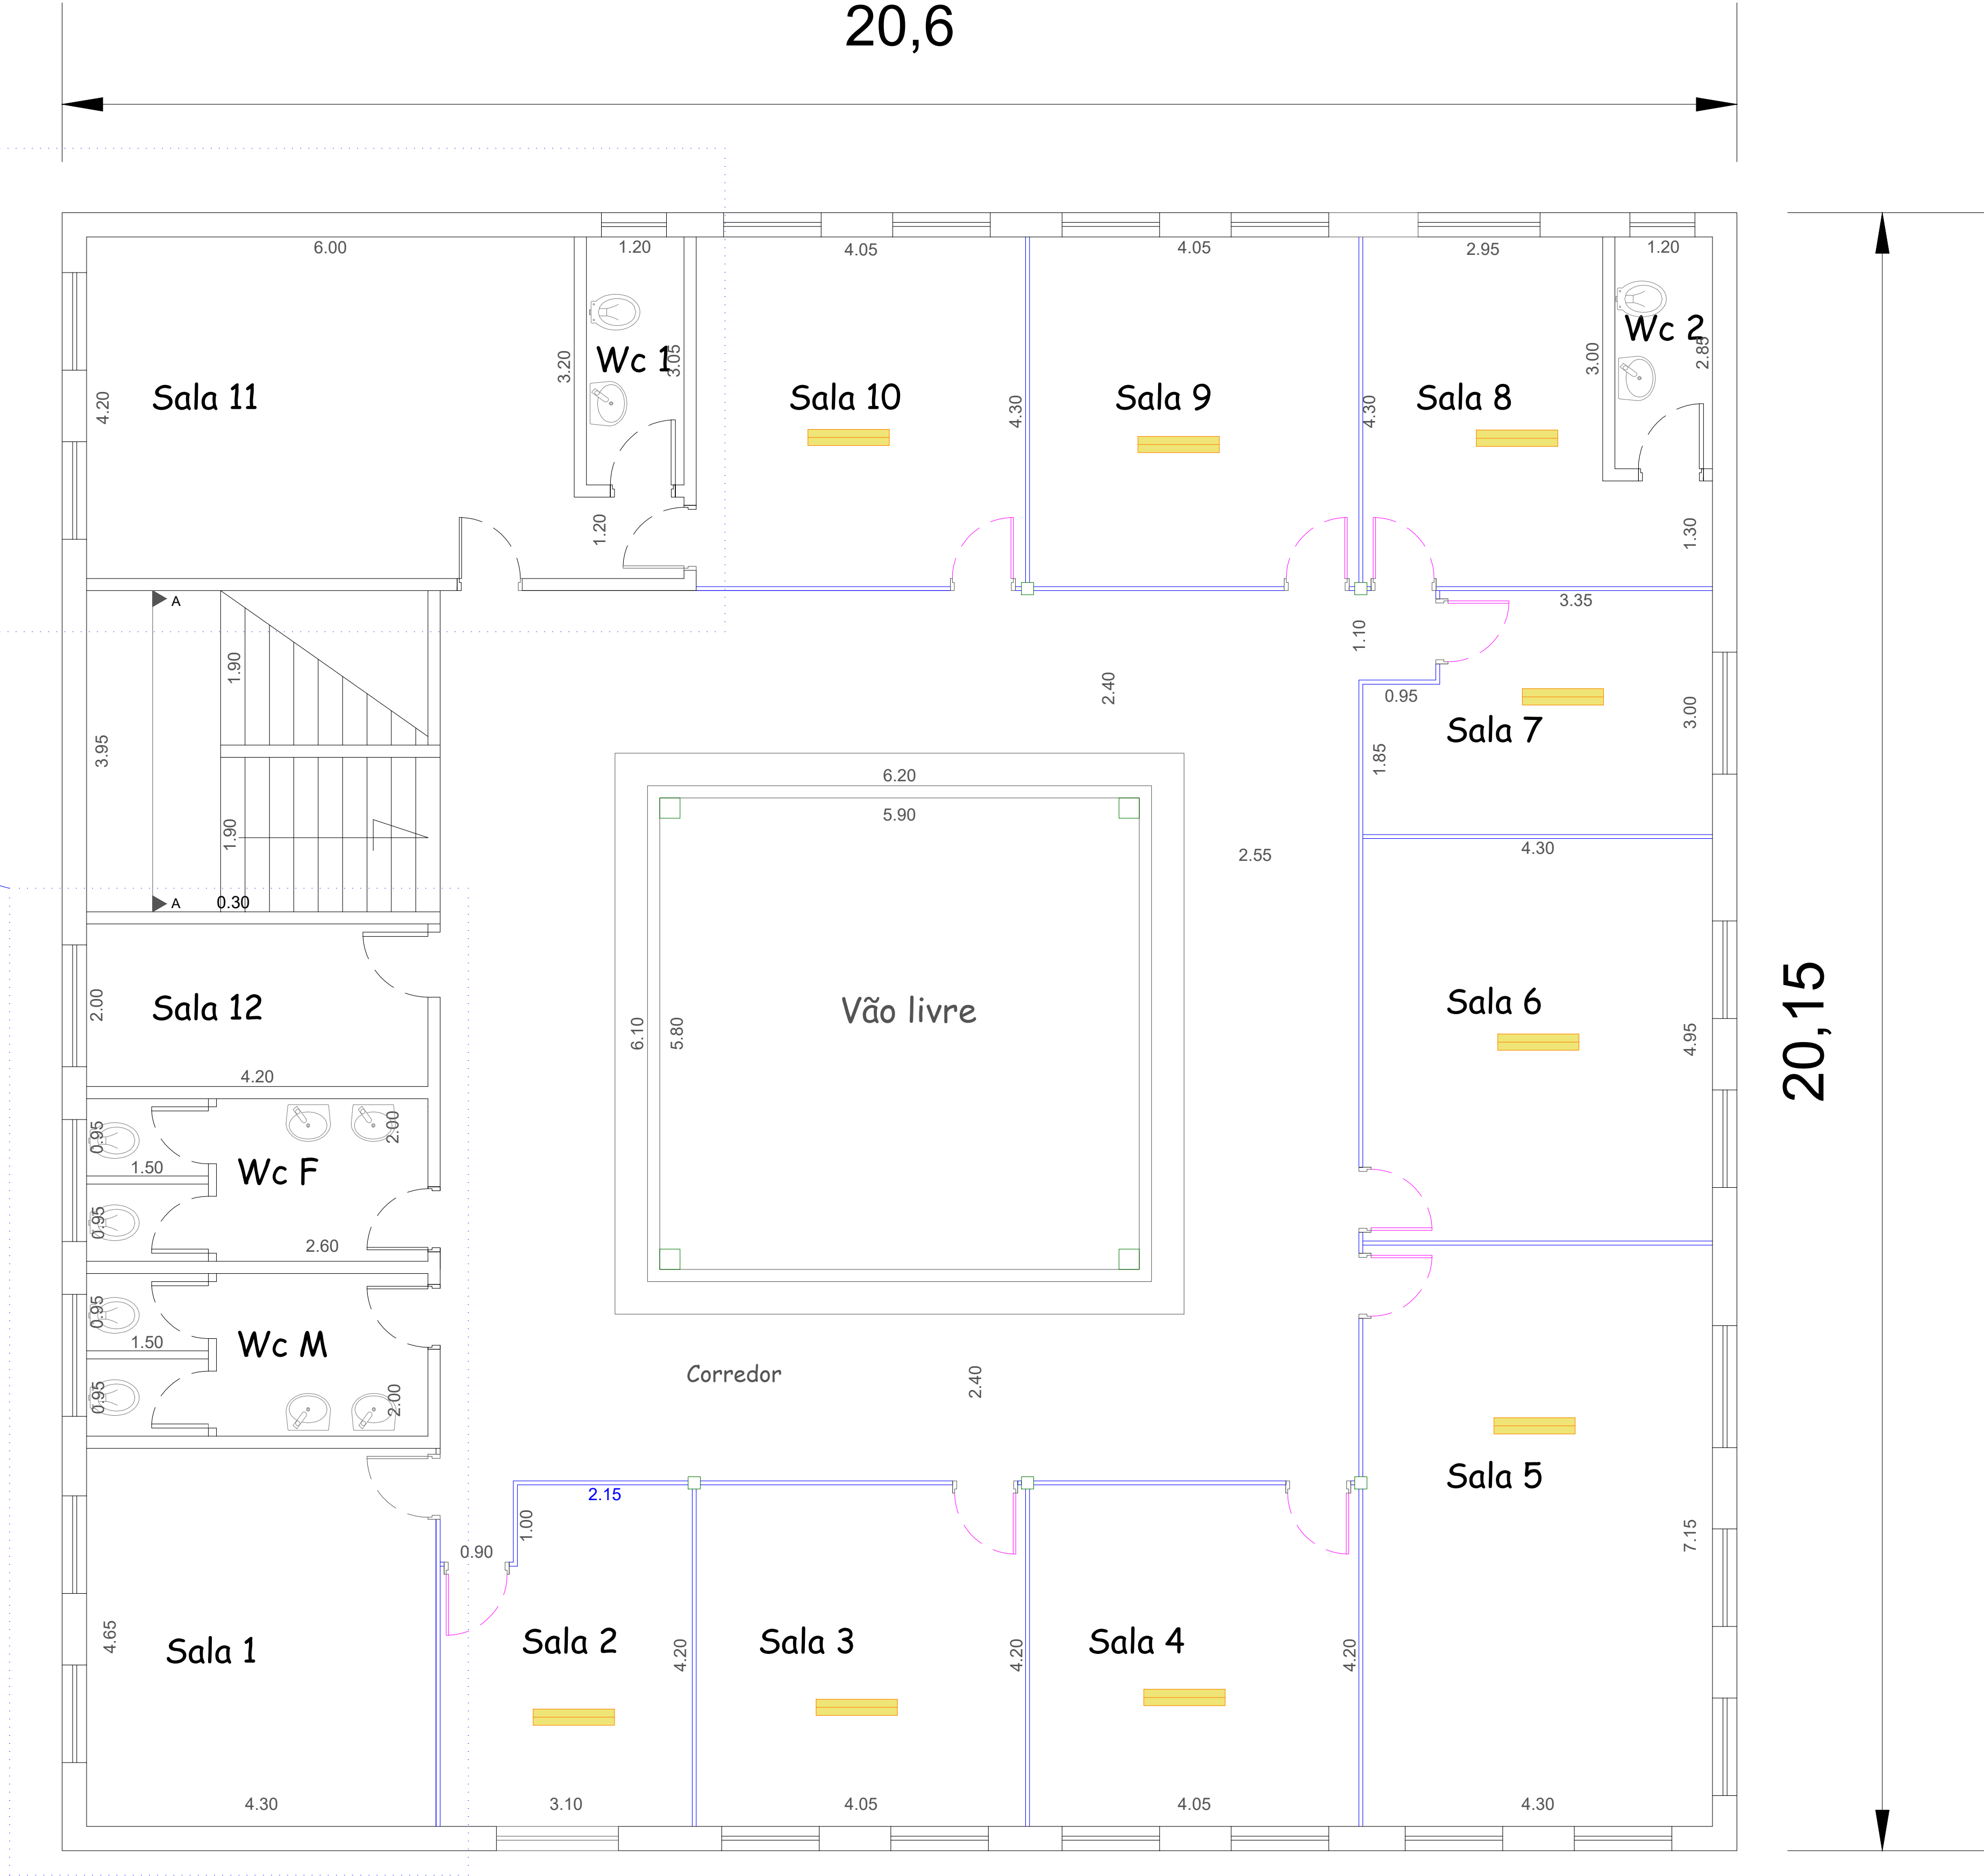 20,6
6.00
1.20
4.05
4.05
2.95
1.20
Wc 1
3.20
3.05
Wc 2
3.00
2.85
Sala 11
4.20
Sala 10
4.30
Sala 9
4.30
Sala 8
1.20
1.30
A
3.35
1.10
1.90
2.40
0.95
3.00
Sala 7
3.95
1.85
6.20
5.90
1.90
2.55
4.30
A
0.30
Sala 12
2.00
Vão livre
6.10
5.80
Sala 6
4.95
20,15
4.20
0.95
2.00
1.50
Wc F
0.95
2.60
0.95
1.50
Wc M
0.95
2.00
Corredor
2.40
Sala 5
7.15
2.15
1.00
0.90
Sala 1
4.65
Sala 2
4.20
Sala 3
4.20
Sala 4
4.20
4.30
3.10
4.05
4.05
4.30